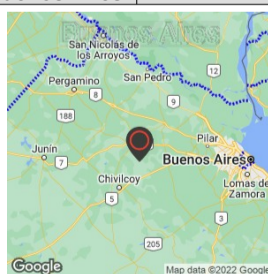 Buenos Aires
San Nicolás de
los Arroyos
San Pedro
12
Pergamino
8
9
188
Pilar
Junín
7
Buenos Aires
Chivilcoy
Lomas de
Zamora
5
3
205
Google
Map data ©2022 Google